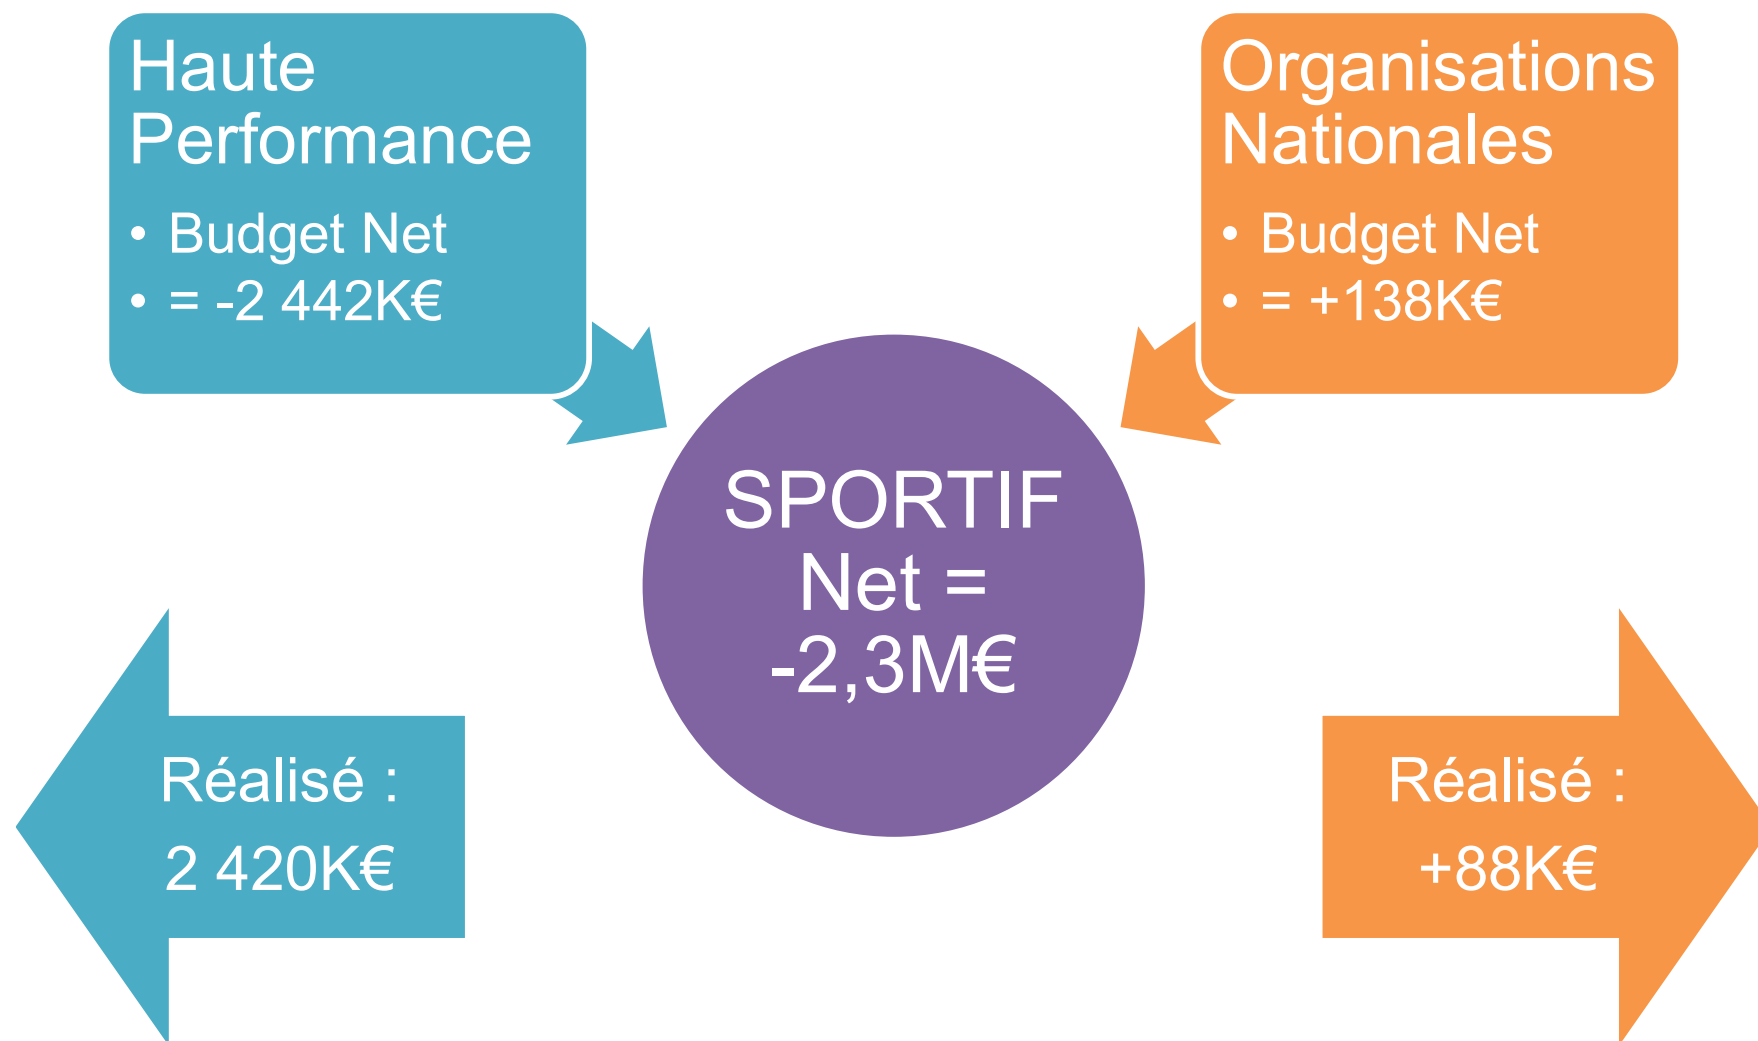 Haute
Performance
• Budget Net
• = -2 442K€
Organisations
Nationales
• Budget Net
• = +138K€
SPORTIF
Net =
-2,3M€
Réalisé :
2 420K€
Réalisé :
+88K€